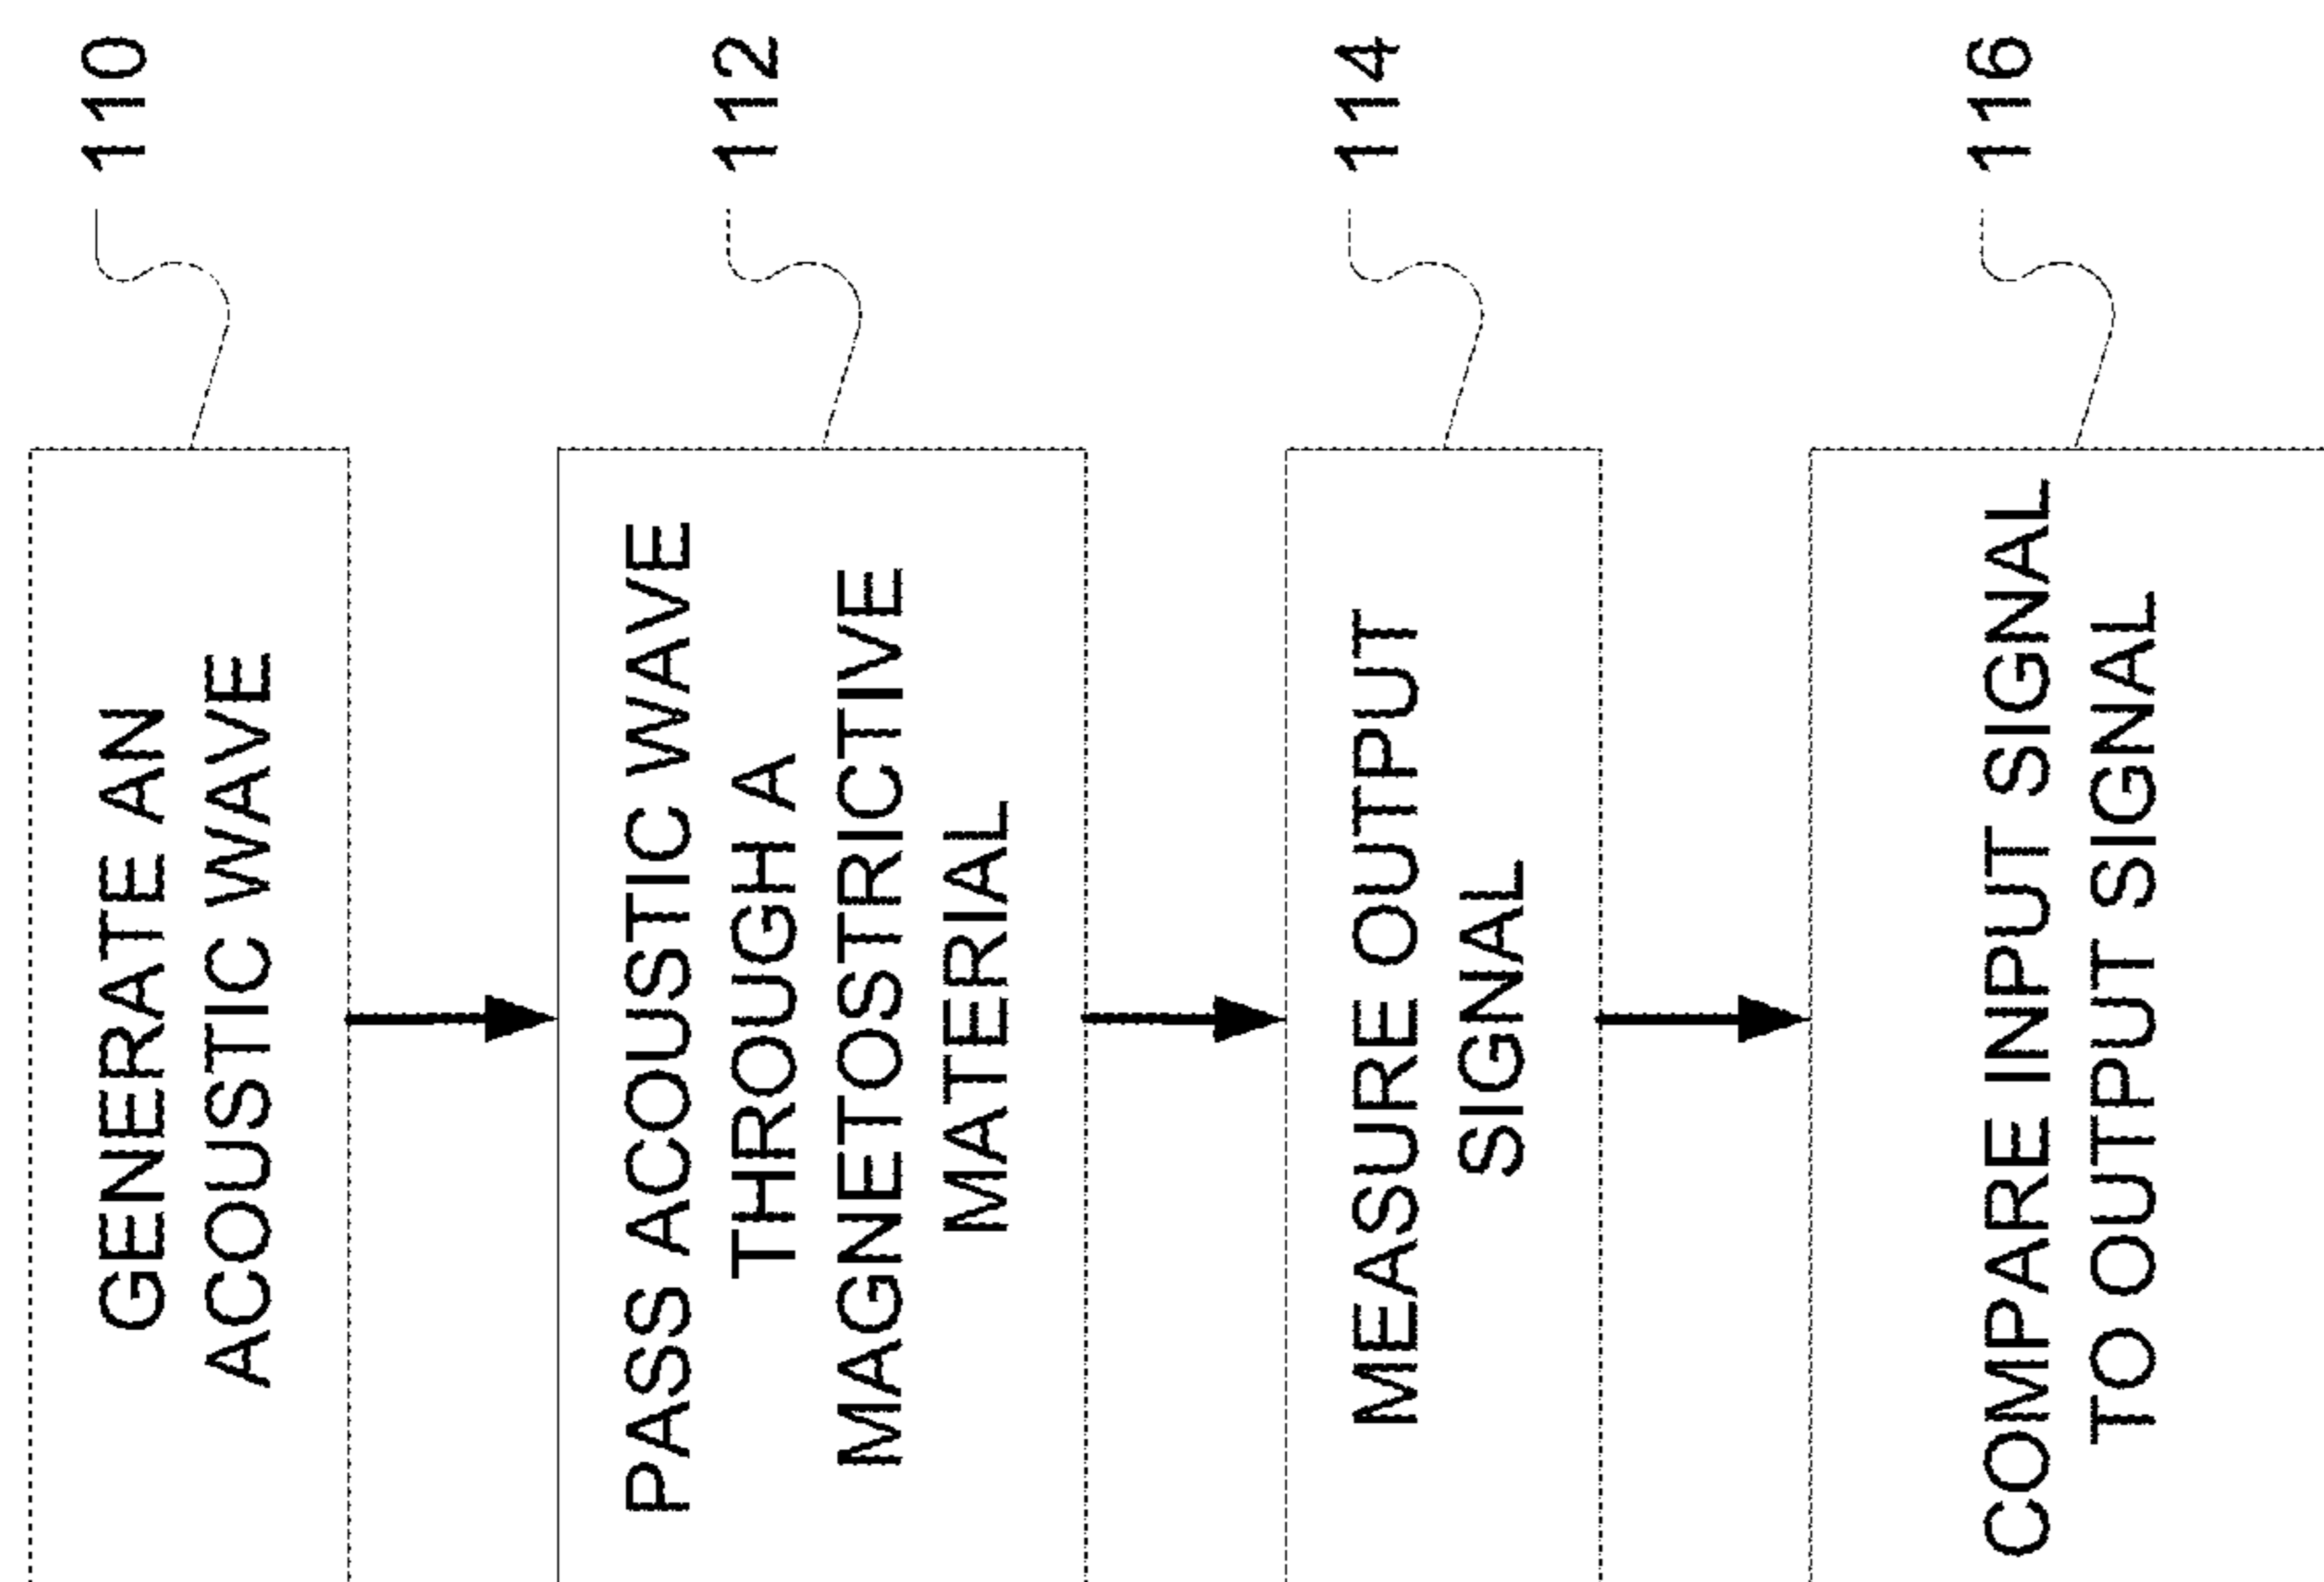 GENERATE AN
ACOUSTIC WAVE
110
PASS ACOUSTIC WAVE
THROUGH A
MAGNETOSTRICTIVE
MATERIAL
112
MEASURE OUTPUT
SIGNAL
114
COMPARE INPUT SIGNAL
TO OUTPUT SIGNAL
116